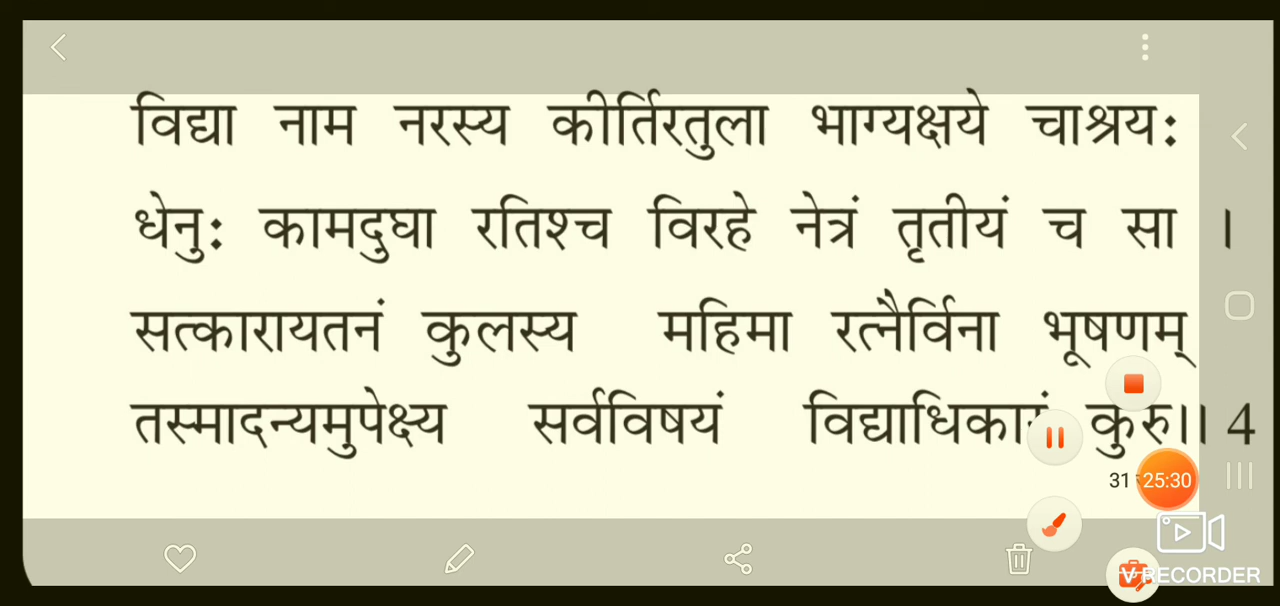 विद्या नाम नरस्य कीर्तिरतुला भाग्यक्षये चाश्रयः
धेनुः कामदुघा रतिश्च विरहे नेत्रं तृतीयं च सा ।
सत्कारायतनं कुलस्य महिमा रत्नैर्विना भूषणम्
तस्मादन्यमुपेक्ष्य सर्वविषयं कुरु।। 4
31
25:30
V RECORDER